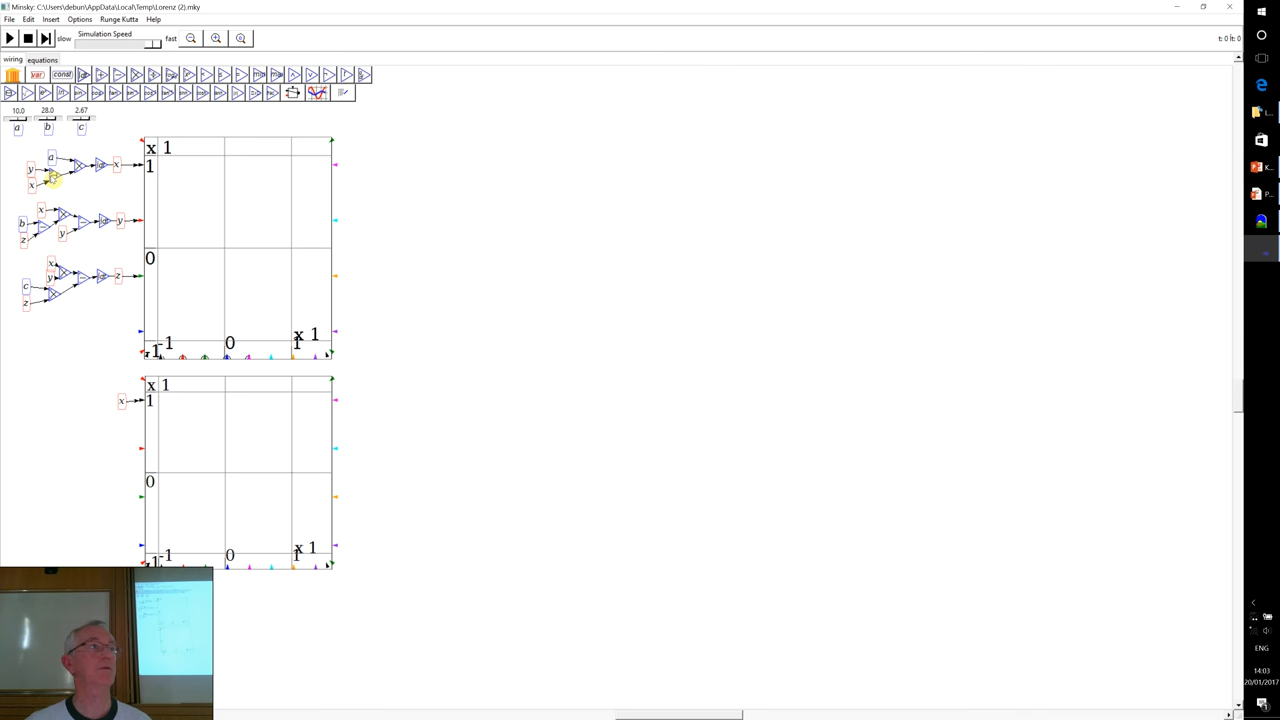 Minsky: C:\Users\debun\AppData\Local\Temp\Lorenz (2).mky
File Edit Insert Options Runge Kutta Help
Simulation Speed
slow fast
t: 0 Δt: 0
wiring equations
var const
10.0 28.0 2.67
a b c
a
y
x
x
x
b
z
y
y
x
y
c
z
z
x 1
1
0
x 1
-1 0 1
x
x 1
1
0
x 1
-1 0 1
ENG
14:03
20/01/2017